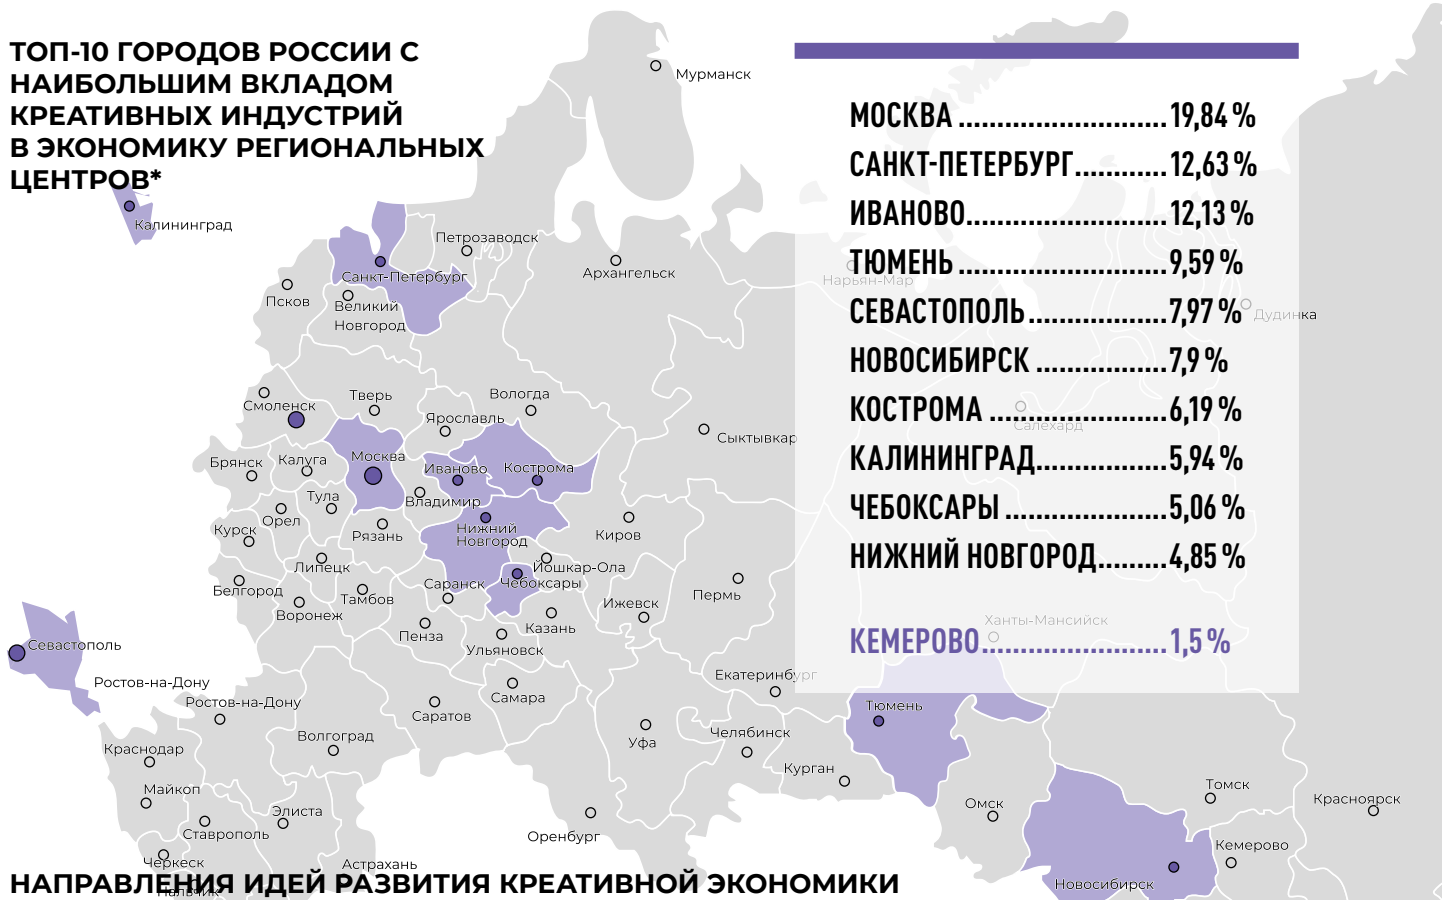 ТОП-10 ГОРОДОВ РОССИИ С
НАИБОЛЬШИМ ВКЛАДОМ
КРЕАТИВНЫХ ИНДУСТРИЙ
В ЭКОНОМИКУ РЕГИОНАЛЬНЫХ
ЦЕНТРОВ*
МОСКВА ........................... 19,84 %
САНКТ-ПЕТЕРБУРГ ............ 12,63 %
ИВАНОВО .......................... 12,13 %
ТЮМЕНЬ ........................... 9,59 %
СЕВАСТОПОЛЬ .................. 7,97 %
НОВОСИБИРСК ................. 7,9 %
КОСТРОМА ....................... 6,19 %
КАЛИНИНГРАД ................. 5,94 %
ЧЕБОКСАРЫ ..................... 5,06 %
НИЖНИЙ НОВГОРОД ......... 4,85 %
КЕМЕРОВО ........................ 1,5 %
Мурманск
Калининград
Петрозаводск
Санкт-Петербург
Архангельск
Нарьян-Мар
Псков
Великий
Новгород
Дудинка
Тверь
Вологда
Смоленск
Ярославль
Салехард
Сыктывкар
Брянск
Калуга
Москва
Иваново
Кострома
Тула
Владимир
Орел
Курск
Рязань
Нижний
Новгород
Киров
Липецк
Йошкар-Ола
Белгород
Саранск
Чебоксары
Тамбов
Воронеж
Ижевск
Пермь
Казань
Пенза
Ульяновск
Ханты-Мансийск
Севастополь
Ростов-на-Дону
Ростов-на-Дону
Екатеринбург
Самара
Саратов
Тюмень
Волгоград
Уфа
Челябинск
Краснодар
Курган
Майкоп
Томск
Красноярск
Омск
Элиста
Ставрополь
Оренбург
Кемерово
Черкеск
Астрахань
Новосибирск
Нальчик
НАПРАВЛЕНИЯ ИДЕЙ РАЗВИТИЯ КРЕАТИВНОЙ ЭКОНОМИКИ